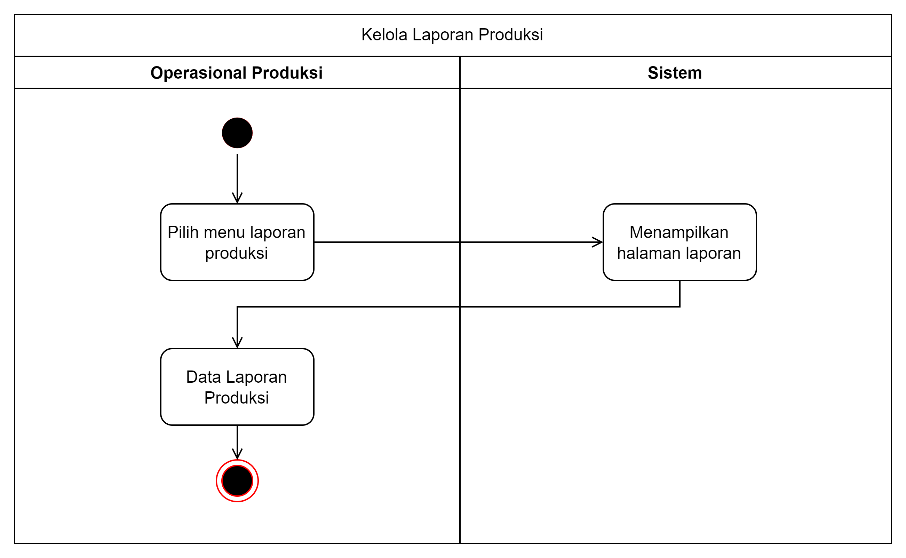 Kelola Laporan Produksi
Operasional Produksi
Sistem
Pilih menu laporan
produksi
Menampilkan
halaman laporan
Data Laporan
Produksi